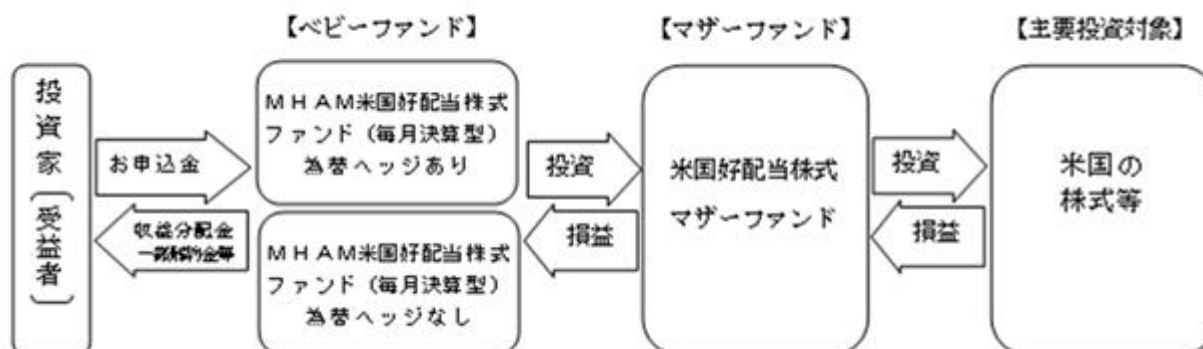 【ベビーファンド】
【マザーファンド】
【主要投資対象】
投資家（受益者）
お申込金
収益分配金
一部解約金等
MHAM米国好配当株式
ファンド（毎月決算型）
為替ヘッジあり
MHAM米国好配当株式
ファンド（毎月決算型）
為替ヘッジなし
投資
損益
米国好配当株式
マザーファンド
投資
損益
米国の
株式等